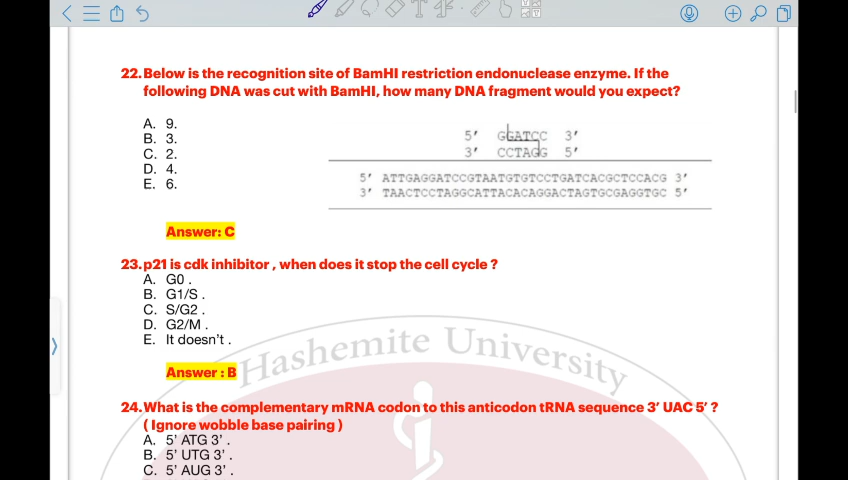 22. Below is the recognition site of BamHI restriction endonuclease enzyme. If the
following DNA was cut with BamHI, how many DNA fragment would you expect?
A. 9.
B. 3.
C. 2.
D. 4.
E. 6.
5’ GGATCC 3’
3’ CCTAGG 5’
5’ ATTGAGGATCCGTAATGTGTCCTGATCACGCTCCACG 3’
3’ TAACTCCTAGGCATTACACAGGACTAGTGCGAGGTGC 5’
Answer: C
23. p21 is cdk inhibitor , when does it stop the cell cycle ?
A. G0 .
B. G1/S .
C. S/G2 .
D. G2/M .
E. It doesn’t .
Answer : B
Hashemite University
24. What is the complementary mRNA codon to this anticodon tRNA sequence 3’ UAC 5’ ?
( Ignore wobble base pairing )
A. 5’ ATG 3’ .
B. 5’ UTG 3’ .
C. 5’ AUG 3’ .